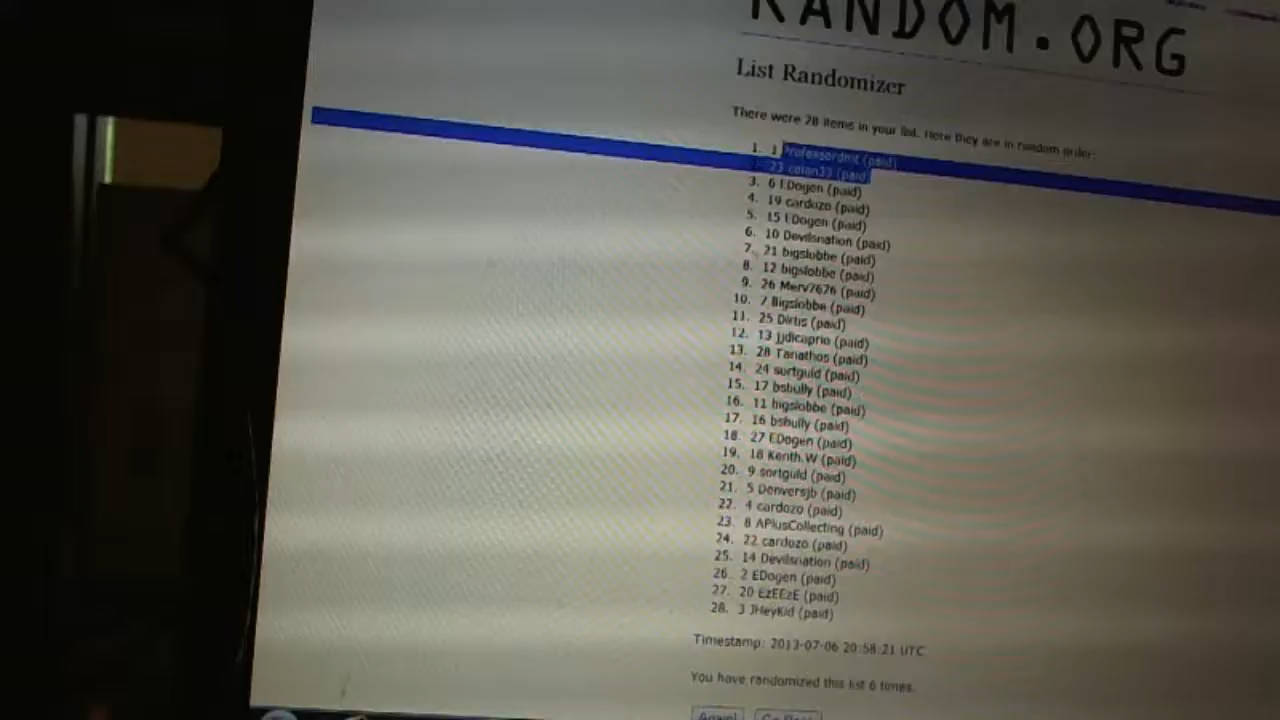 RANDOM.ORG
List Randomizer
There were 28 items in your list. Here they are in random order:
1. 1 Professordmt (paid)
23 colon33 (paid
3. 6 EDogen (paid)
4. 19 cardozo (paid)
5. 15 EDogen (paid)
6. 10 Devilsnation (paid)
7. 21 bigslobbe (paid)
8. 12 bigslobbe (paid)
9. 26 Merv7676 (paid)
10. 7 Bigslobbe (paid)
11. 25 Dirtis (paid)
12. 13 jjdicaprio (paid)
13. 28 Tanathos (paid)
14. 24 sortguld (paid)
15. 17 bsbully (paid)
16. 11 bigslobbe (paid)
17. 16 bsbully (paid)
18. 27 EDogen (paid)
19. 18 Kenth.W (paid)
20. 9 sortguld (paid)
21. 5 Denversjb (paid)
22. 4 cardozo (paid)
23. 8 APlusCollecting (paid)
24. 22 cardozo (paid)
25. 14 Devilsnation (paid)
26. 2 EDogen (paid)
27. 20 EzEEzE (paid)
28. 3 JHeyKid (paid)
Timestamp: 2013-07-06 20:58:21 UTC
You have randomized this list 6 times.